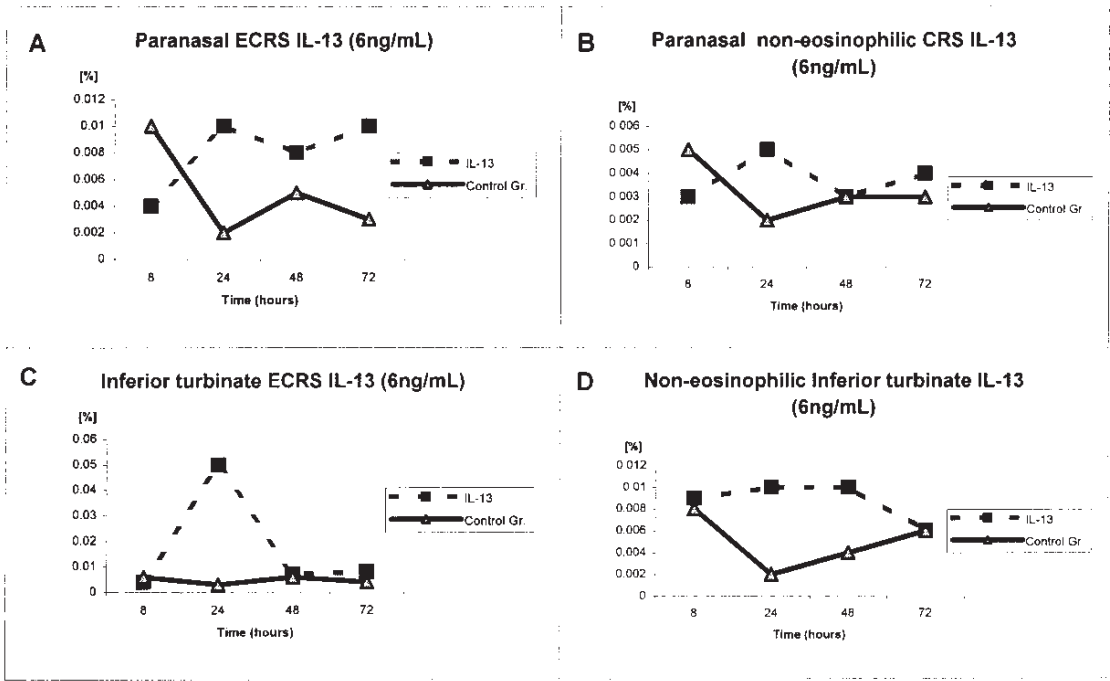 A
Paranasal ECRS IL-13 (6ng/mL)
[%]
0.012
0.01
0.008
0.006
0.004
0.002
0
8 24 48 72
Time (hours)
IL-13
Control Gr.
B
Paranasal non-eosinophilic CRS IL-13
(6ng/mL)
[%]
0.006
0.005
0.004
0.003
0.002
0.001
0
8 24 48 72
Time (hours)
IL-13
Control Gr
C
Inferior turbinate ECRS IL-13 (6ng/mL)
[%]
0.06
0.05
0.04
0.03
0.02
0.01
0
8 24 48 72
Time (hours)
IL-13
Control Gr.
D
Non-eosinophilic Inferior turbinate IL-13
(6ng/mL)
[%]
0.012
0.01
0.008
0.006
0.004
0.002
0
8 24 48 72
Time (hours)
IL-13
Control Gr